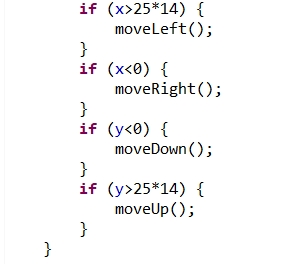 if (x>25*14) {
moveLeft();
}
if (x<0) {
moveRight();
}
if (y<0) {
moveDown();
}
if (y>25*14) {
moveUp();
}
}